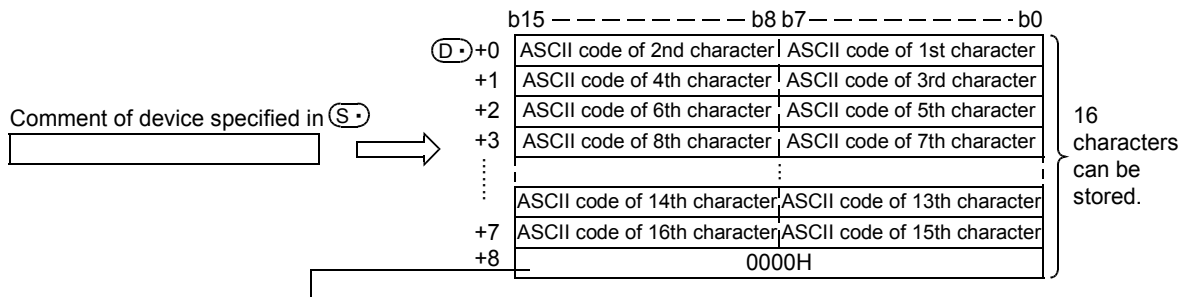 b15 — — — — — — b8 b7 — — — — — — b0
D· +0 ASCII code of 2nd character ASCII code of 1st character
+1 ASCII code of 4th character ASCII code of 3rd character
Comment of device specified in S· +2 ASCII code of 6th character ASCII code of 5th character
+3 ASCII code of 8th character ASCII code of 7th character
ASCII code of 14th character ASCII code of 13th character
+7 ASCII code of 16th character ASCII code of 15th character
+8 0000H
16
characters
can be
stored.